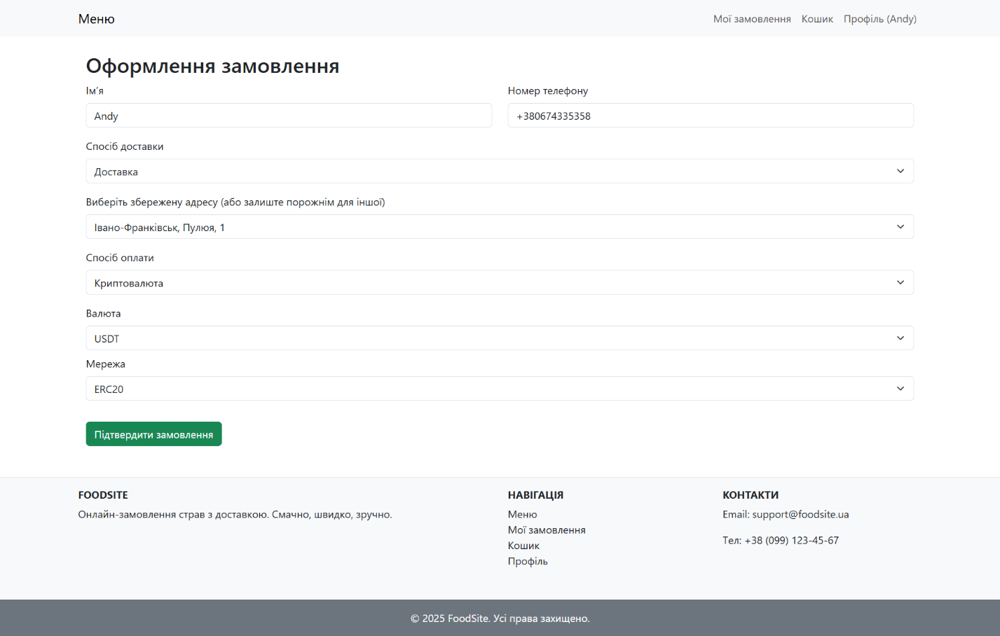 Меню
Мої замовлення Кошик Профіль (Andy)
Оформлення замовлення
Ім’я
Andy
Номер телефону
+380674335358
Спосіб доставки
Доставка
Виберіть збережену адресу (або залиште порожнім для іншої)
Івано-Франківськ, Пулюя, 1
Спосіб оплати
Криптовалюта
Валюта
USDT
Мережа
ERC20
Підтвердити замовлення
FOODSITE
Онлайн-замовлення страв з доставкою. Смачно, швидко, зручно.
НАВІГАЦІЯ
Меню
Мої замовлення
Кошик
Профіль
КОНТАКТИ
Email: support@foodsite.ua
Тел: +38 (099) 123-45-67
© 2025 FoodSite. Усі права захищено.